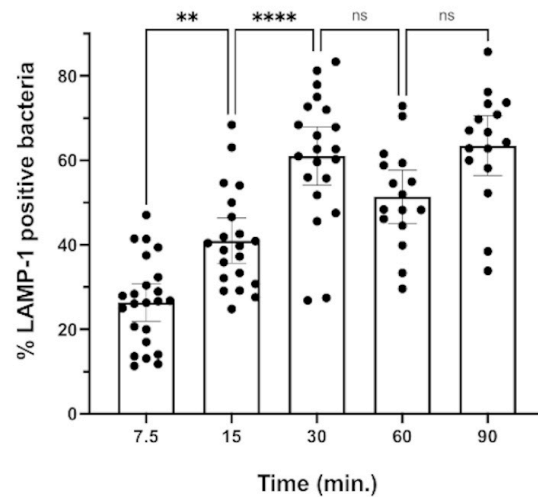 ** **** ns ns
% LAMP-1 positive bacteria
80
60
40
20
0
7.5 15 30 60 90
Time (min.)